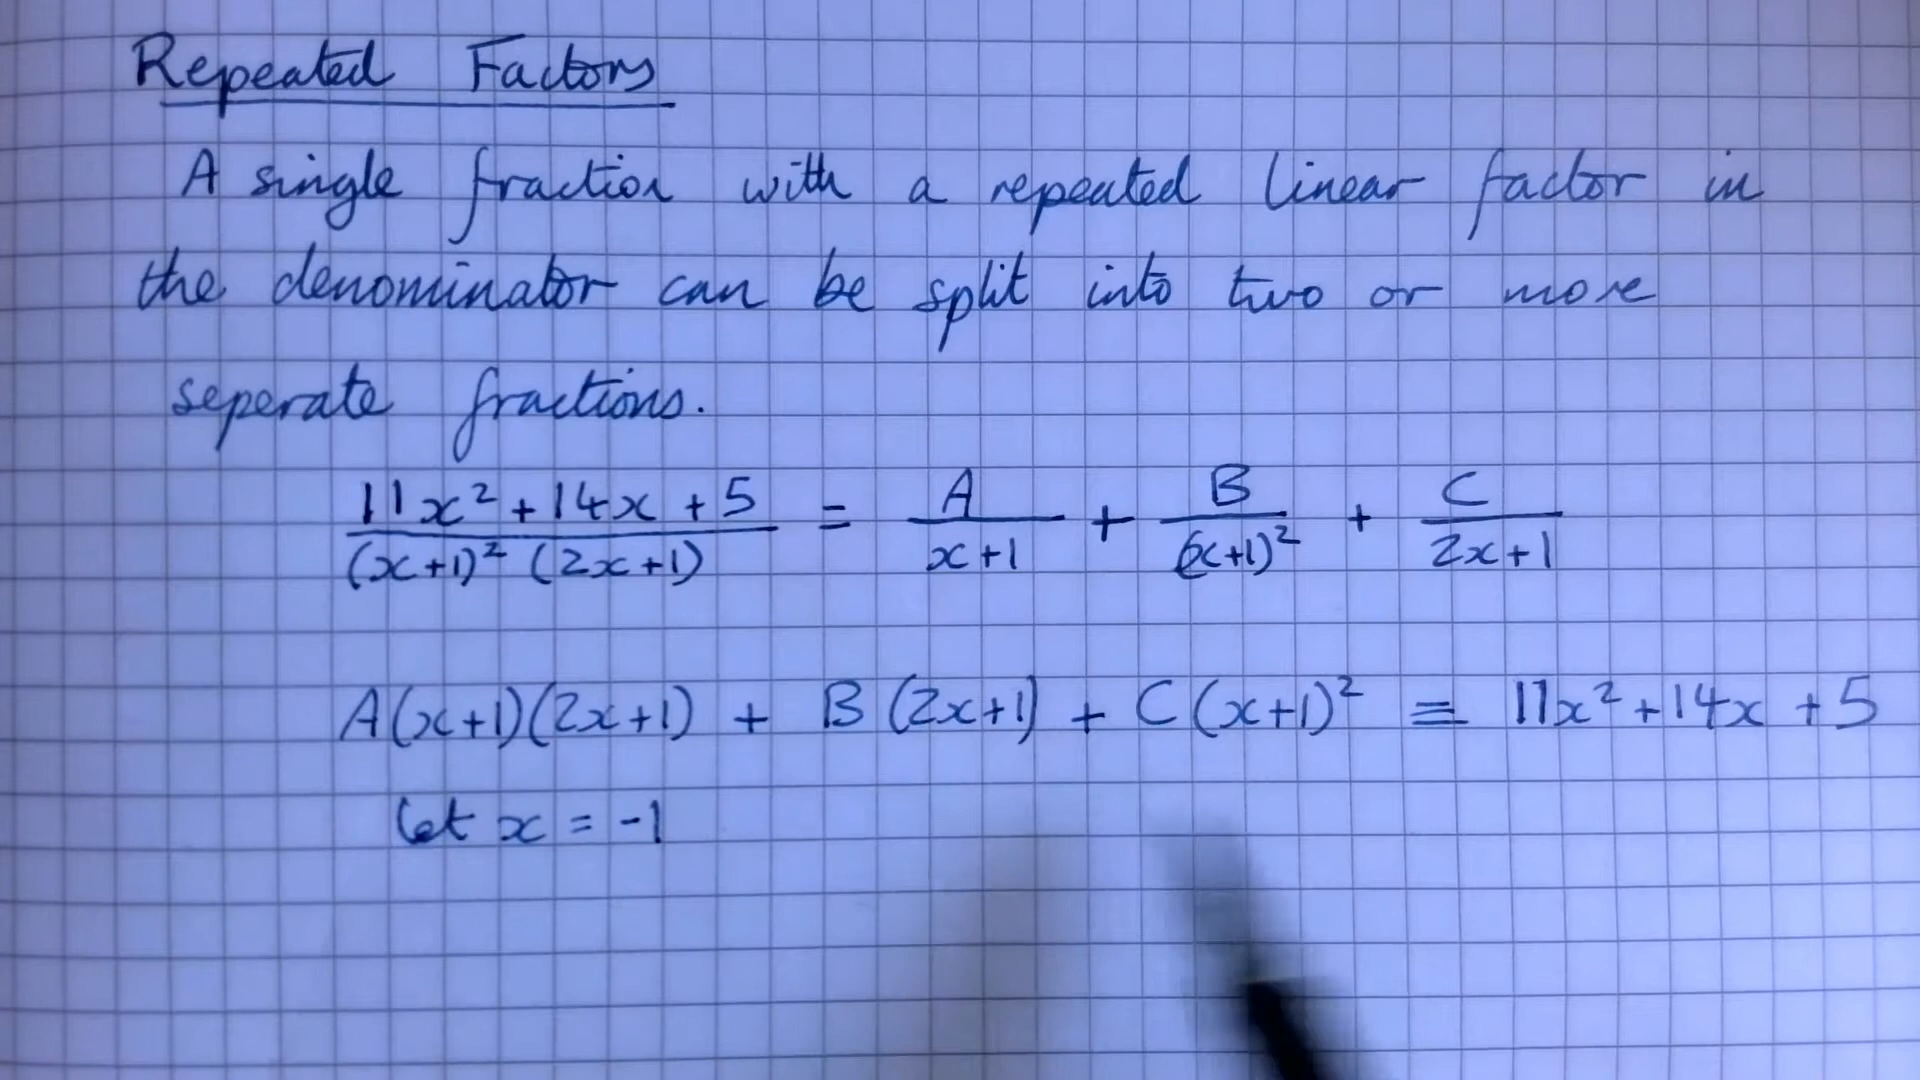 Repeated Factors
A single fraction with a repeated linear factor in
the denominator can be split into two or more
seperate fractions.
11x² + 14x + 5 / (x+1)² (2x+1) = A / x+1 + B / (x+1)² + C / 2x+1
A(x+1)(2x+1) + B(2x+1) + C(x+1)² ≡ 11x² + 14x + 5
let x = -1